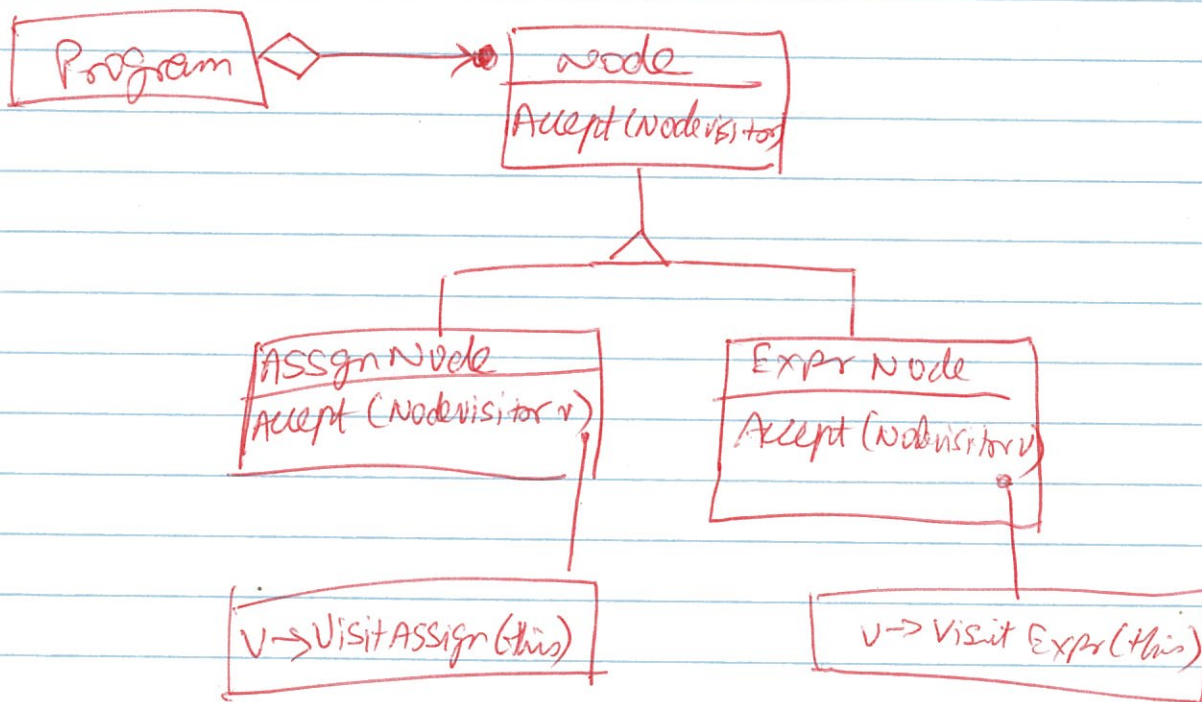 Program
Node
Accept(Nodevisitor)
AssgnNode
Accept(Nodevisitor v)
Expr Node
Accept(Nodevisitor v)
V->VisitAssign(this)
V->Visit Expr(this)